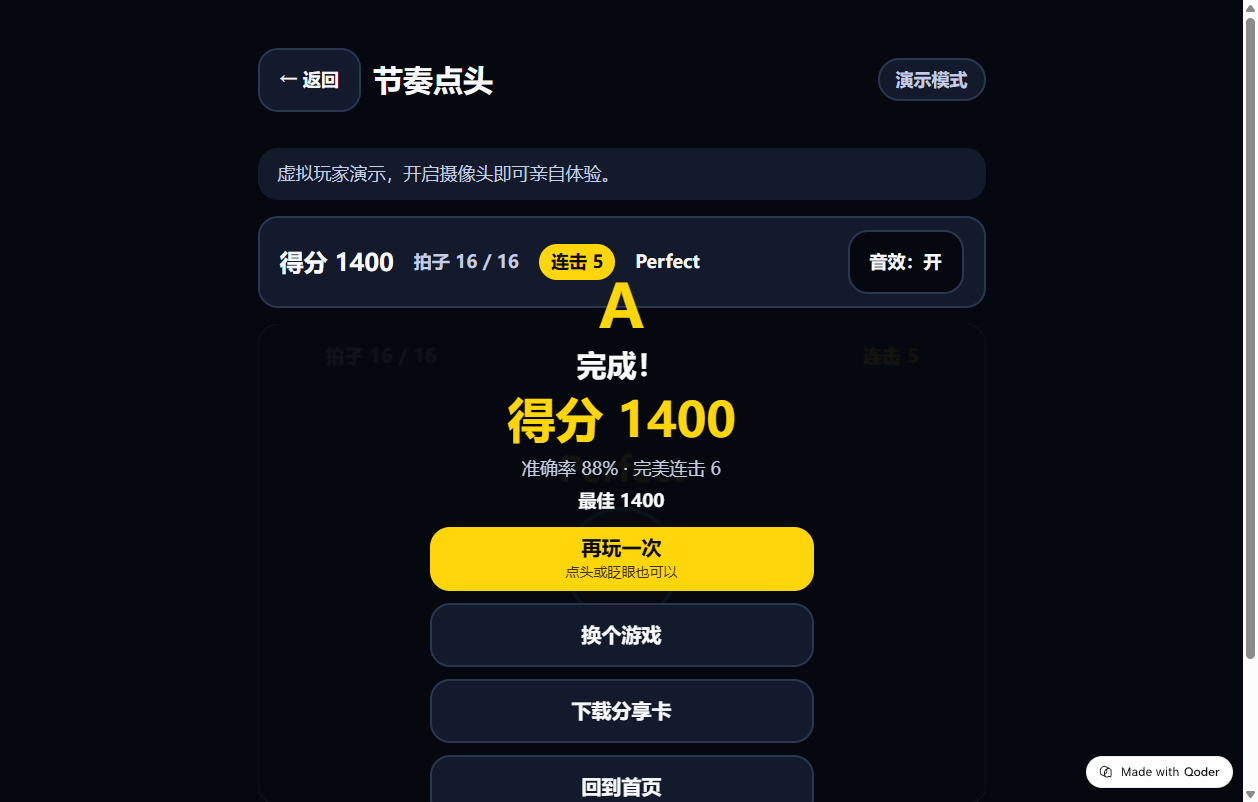 ← 返回
节奏点头
演示模式
虚拟玩家演示，开启摄像头即可亲自体验。
得分 1400
拍子 16 / 16
连击 5
Perfect
音效：开
A
拍子 16 / 16
连击 5
完成！
得分 1400
Perfect
准确率 88% · 完美连击 6
最佳 1400
再玩一次
点头或眨眼也可以
换个游戏
下载分享卡
回到首页
Made with Qoder